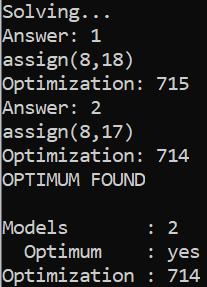 Solving...
Answer: 1
assign(8,18)
Optimization: 715
Answer: 2
assign(8,17)
Optimization: 714
OPTIMUM FOUND

Models       : 2
  Optimum    : yes
Optimization : 714